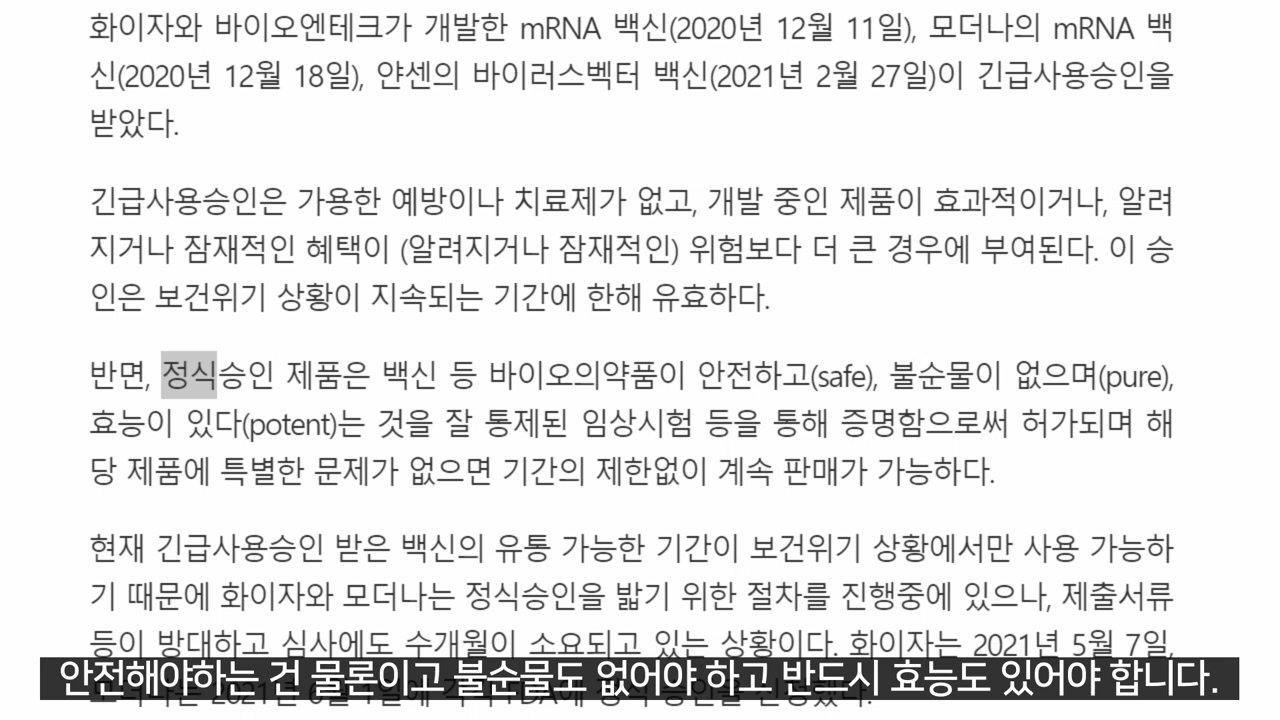 화이자와 바이오엔테크가 개발한 mRNA 백신(2020년 12월 11일), 모더나의 mRNA 백
신(2020년 12월 18일), 얀센의 바이러스벡터 백신(2021년 2월 27일)이 긴급사용승인을
받았다.
긴급사용승인은 가용한 예방이나 치료제가 없고, 개발 중인 제품이 효과적이거나, 알려
지거나 잠재적인 혜택이 (알려지거나 잠재적인) 위험보다 더 큰 경우에 부여된다. 이 승
인은 보건위기 상황이 지속되는 기간에 한해 유효하다.
반면, 정식승인 제품은 백신 등 바이오의약품이 안전하고(safe), 불순물이 없으며(pure),
효능이 있다(potent)는 것을 잘 통제된 임상시험 등을 통해 증명함으로써 허가되며 해
당 제품에 특별한 문제가 없으면 기간의 제한없이 계속 판매가 가능하다.
현재 긴급사용승인 받은 백신의 유통 가능한 기간이 보건위기 상황에서만 사용 가능하
기 때문에 화이자와 모더나는 정식승인을 밟기 위한 절차를 진행중에 있으나, 제출서류
등이 방대하고 심사에도 수개월이 소요되고 있는 상황이다. 화이자는 2021년 5월 7일,
안전해야하는 건 물론이고 불순물도 없어야 하고 반드시 효능도 있어야 합니다.